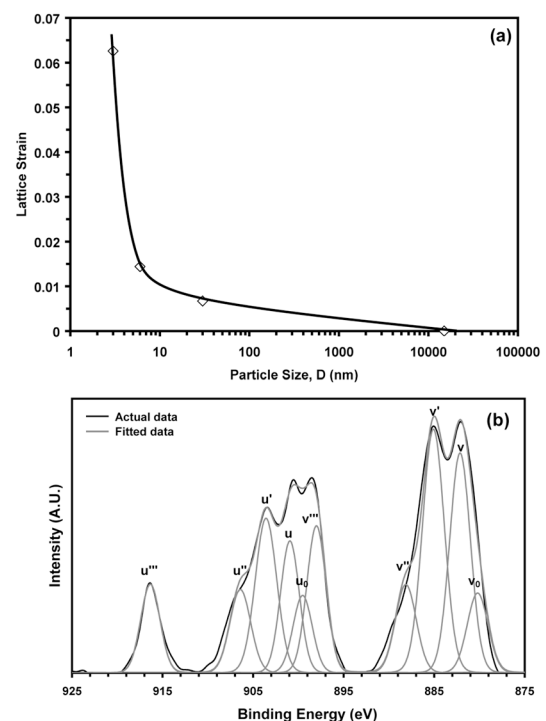 (a)
0.07
0.06
0.05
0.04
0.03
0.02
0.01
0
Lattice Strain
1 10 100 1000 10000 100000
Particle Size, D (nm)
(b)
Actual data
Fitted data
v'
v
u'
v'''
u
u'''
u''
v''
u0
v0
Intensity (A.U.)
925 915 905 895 885 875
Binding Energy (eV)